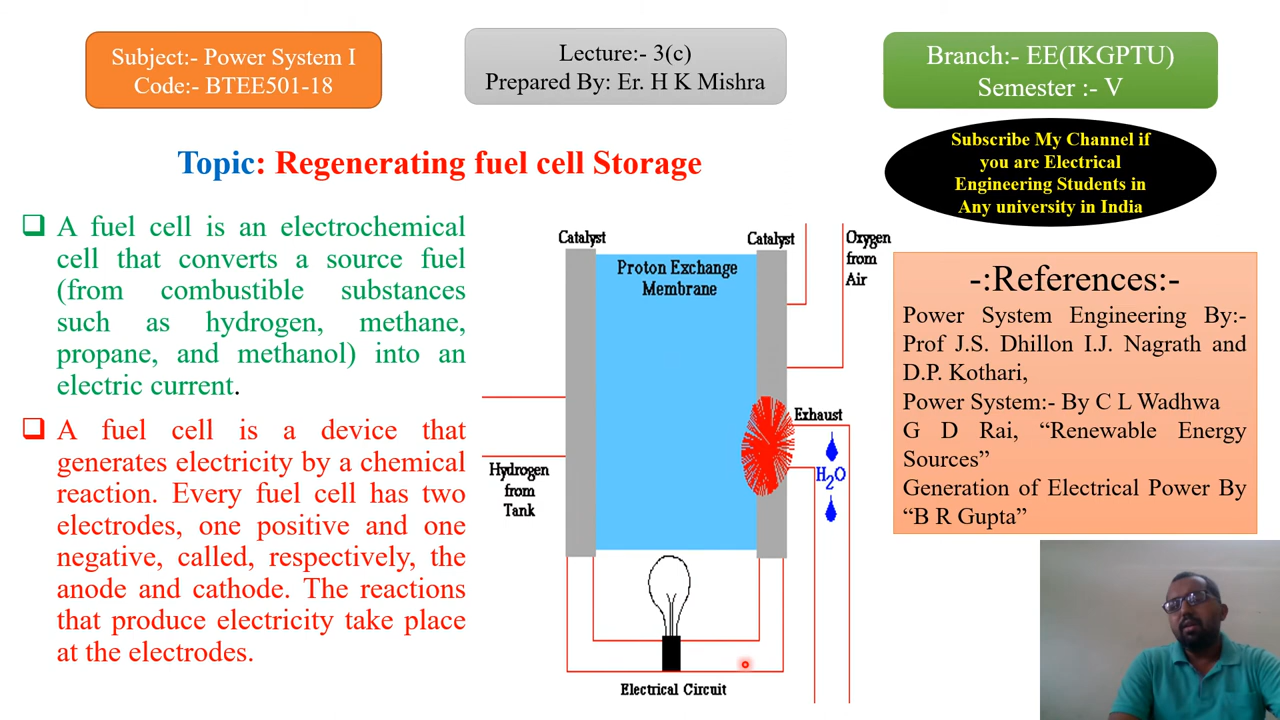 Subject:- Power System I
Code:- BTEE501-18
Lecture:- 3(c)
Prepared By: Er. H K Mishra
Branch:- EE(IKGPTU)
Semester :- V
Subscribe My Channel if
you are Electrical
Engineering Students in
Any university in India
Topic: Regenerating fuel cell Storage
A fuel cell is an electrochemical
cell that converts a source fuel
(from combustible substances
such as hydrogen, methane,
propane, and methanol) into an
electric current.
A fuel cell is a device that
generates electricity by a chemical
reaction. Every fuel cell has two
electrodes, one positive and one
negative, called, respectively, the
anode and cathode. The reactions
that produce electricity take place
at the electrodes.
Catalyst
Catalyst
Oxygen
from
Air
Proton Exchange
Membrane
Exhaust
H2O
Hydrogen
from
Tank
Electrical Circuit
-:References:-
Power System Engineering By:-
Prof J.S. Dhillon I.J. Nagrath and
D.P. Kothari,
Power System:- By C L Wadhwa
G D Rai, “Renewable Energy
Sources”
Generation of Electrical Power By
“B R Gupta”